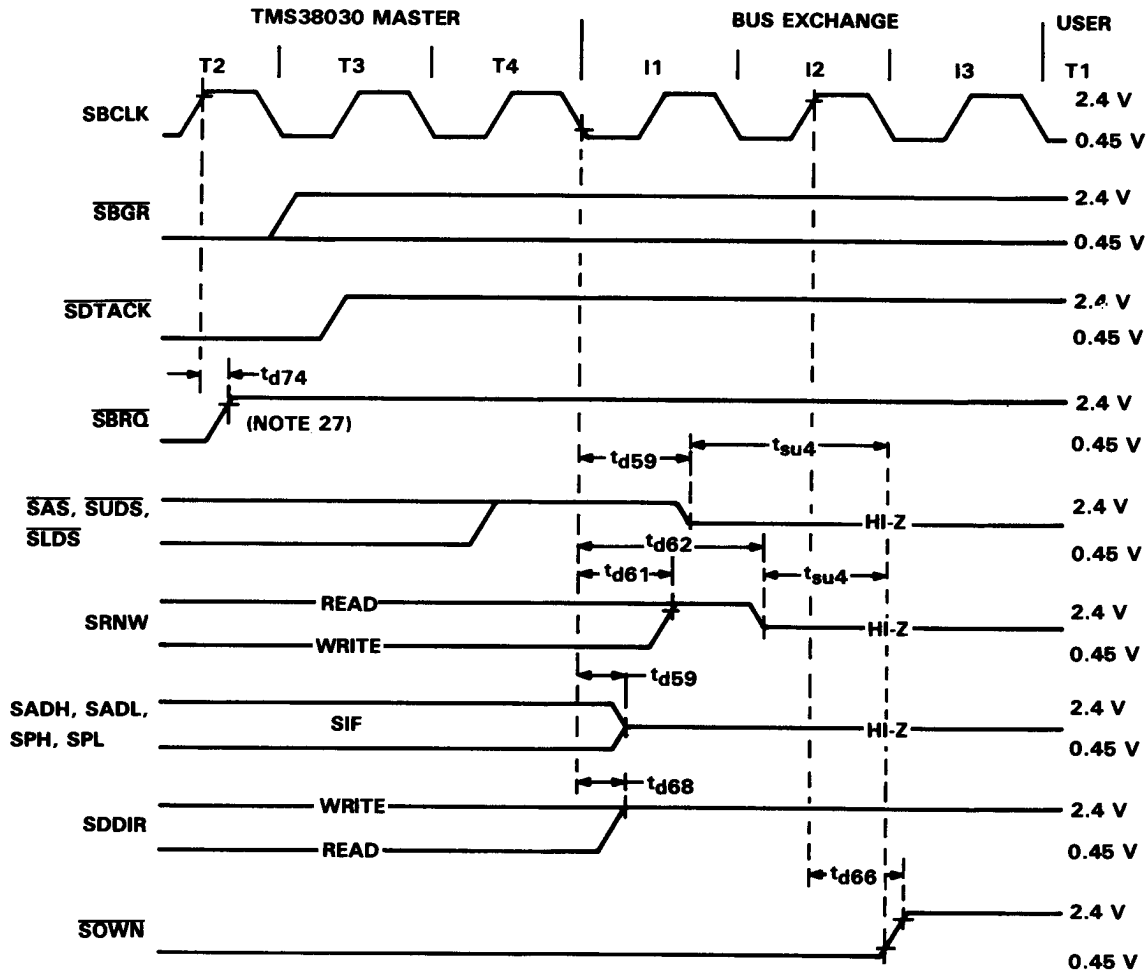 TMS38030 MASTER BUS EXCHANGE USER
T2 T3 T4 I1 I2 I3 T1
SBCLK 2.4 V
0.45 V
SBGR 2.4 V
0.45 V
SDTACK 2.4 V
0.45 V
td74
SBRQ (NOTE 27) 2.4 V
0.45 V
td59 tsu4
SAS, SUDS, 2.4 V
SLDS HI-Z
0.45 V
td62
td61 tsu4
SRNW READ 2.4 V
WRITE HI-Z
0.45 V
td59
SADH, SADL, SIF 2.4 V
SPH, SPL HI-Z
0.45 V
td68
SDDIR WRITE 2.4 V
READ 0.45 V
td66
SOWN 2.4 V
0.45 V